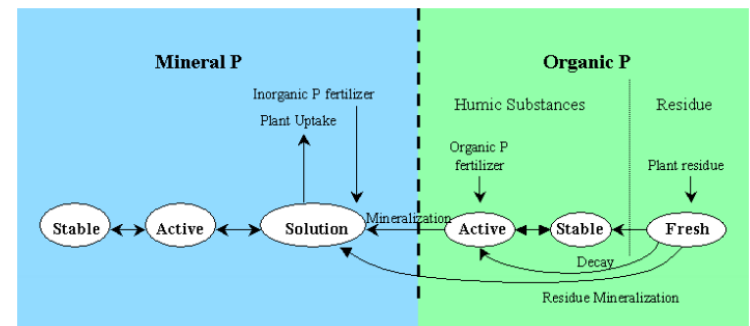 Mineral P
Organic P
Inorganic P fertilizer
Plant Uptake
Humic Substances
Residue
Organic P
fertilizer
Plant residue
Stable
Active
Solution
Mineralization
Active
Stable
Fresh
Decay
Residue Mineralization